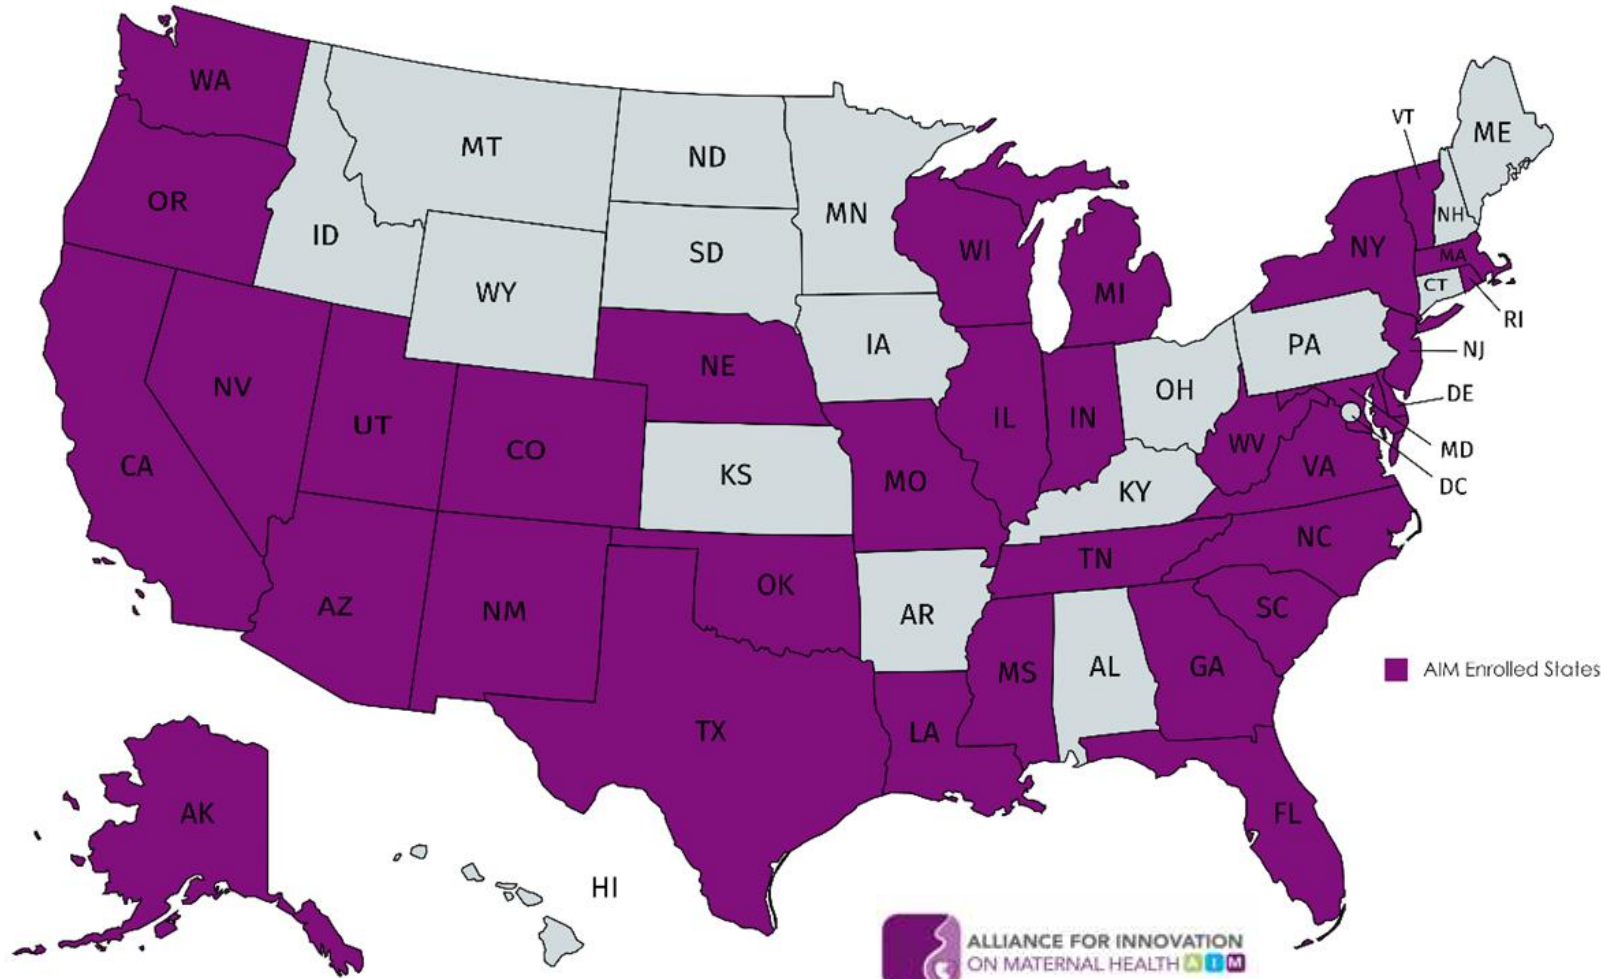 WA
MT
ND
MN
VT
ME
OR
ID
SD
WI
NY
NH
MA
WY
MI
CT
RI
IA
PA
NJ
NV
NE
OH
DE
UT
CO
IL
IN
WV
MD
CA
KS
MO
KY
VA
DC
TN
NC
AZ
NM
OK
AR
SC
MS
AL
GA
AIM Enrolled States
TX
LA
AK
FL
HI
ALLIANCE FOR INNOVATION
ON MATERNAL HEALTH AIM